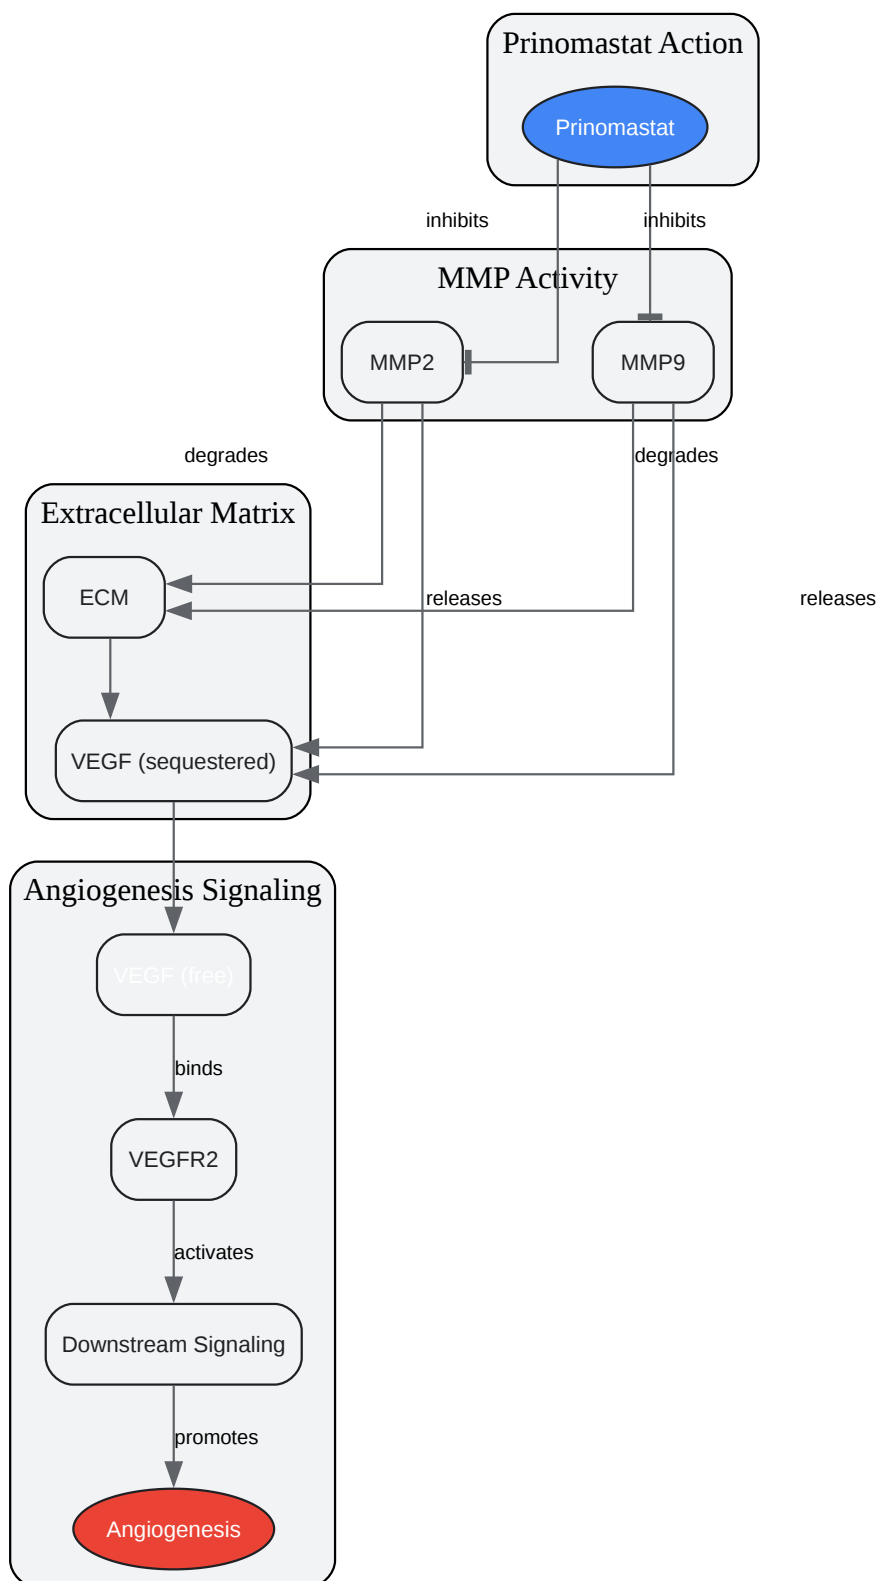 Prinomastat Action
Prinomastat
inhibits
inhibits
MMP Activity
MMP2
MMP9
degrades
degrades
Extracellular Matrix
ECM
releases
releases
VEGF (sequestered)
Angiogenesis Signaling
VEGF (free)
binds
VEGFR2
activates
Downstream Signaling
promotes
Angiogenesis